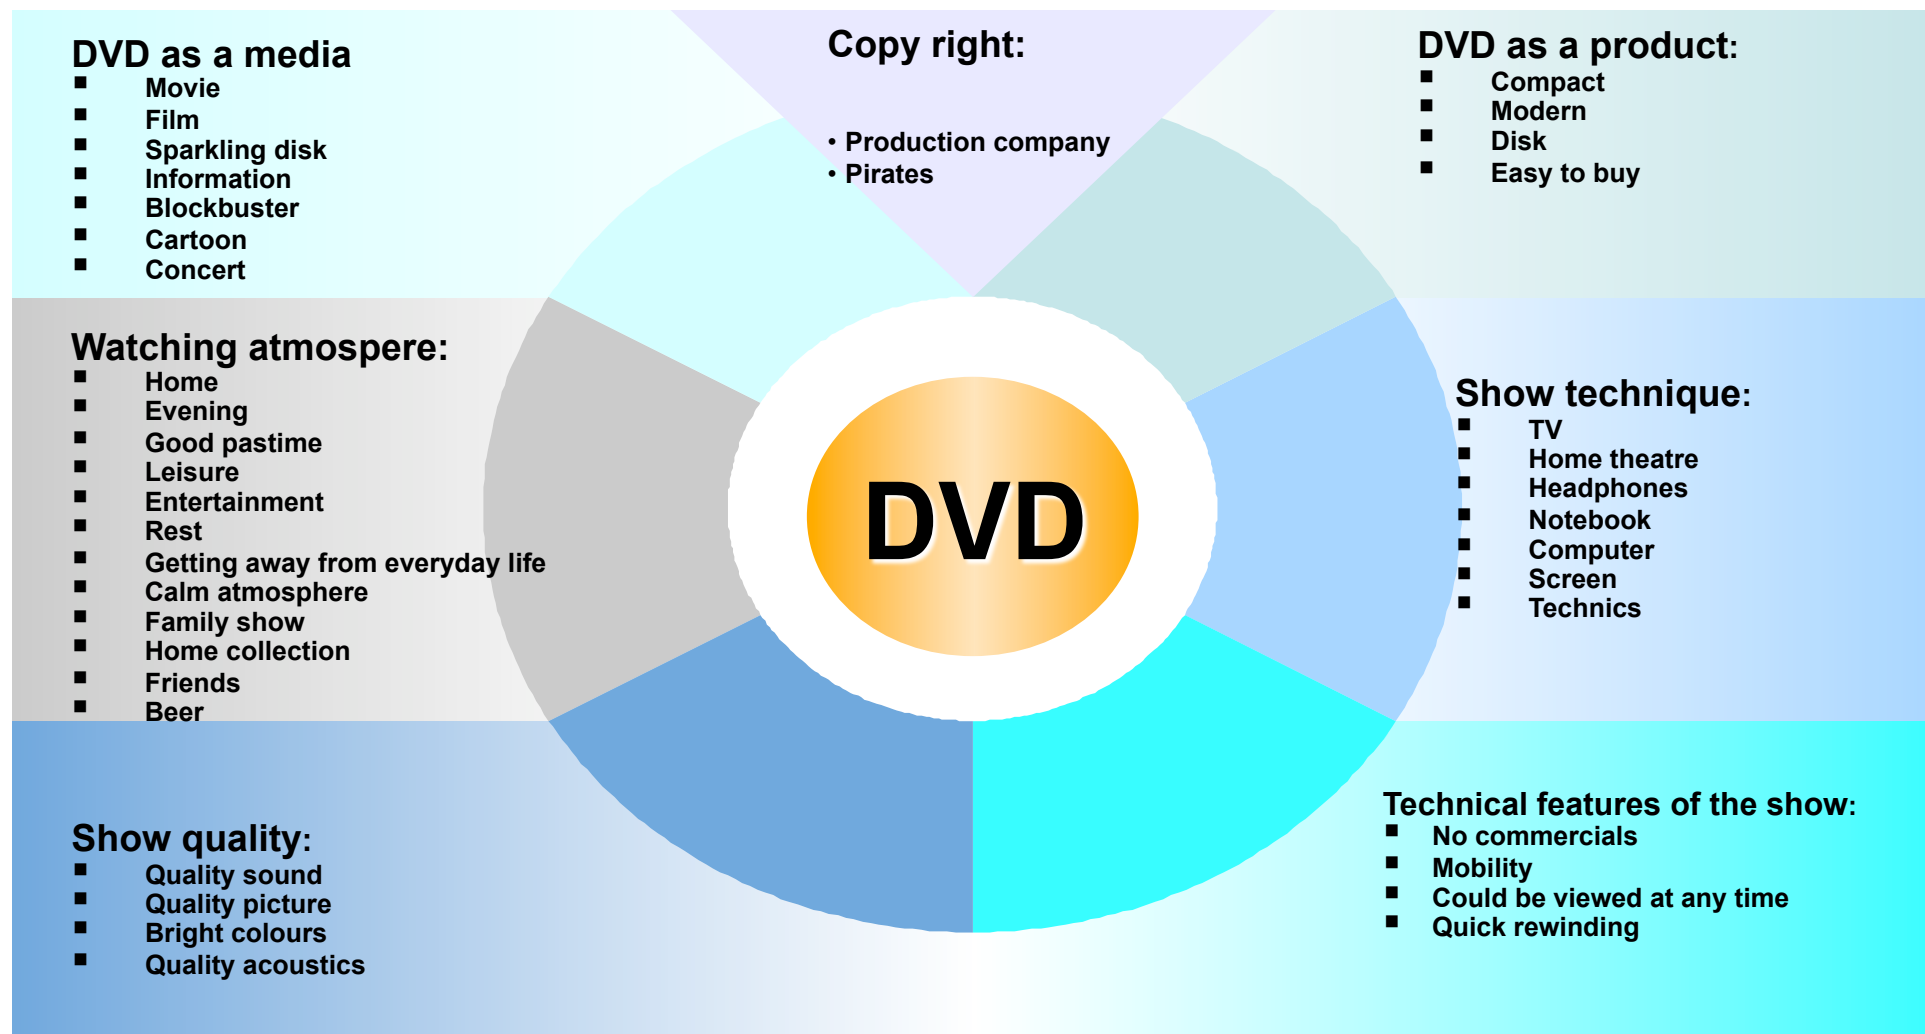 DVD as a media
▪ Movie
▪ Film
▪ Sparkling disk
▪ Information
▪ Blockbuster
▪ Cartoon
▪ Concert
Copy right:
• Production company
• Pirates
DVD as a product:
▪ Compact
▪ Modern
▪ Disk
▪ Easy to buy
Watching atmospere:
▪ Home
▪ Evening
▪ Good pastime
▪ Leisure
▪ Entertainment
▪ Rest
▪ Getting away from everyday life
▪ Calm atmosphere
▪ Family show
▪ Home collection
▪ Friends
▪ Beer
DVD
Show technique:
▪ TV
▪ Home theatre
▪ Headphones
▪ Notebook
▪ Computer
▪ Screen
▪ Technics
Show quality:
▪ Quality sound
▪ Quality picture
▪ Bright colours
▪ Quality acoustics
Technical features of the show:
▪ No commercials
▪ Mobility
▪ Could be viewed at any time
▪ Quick rewinding